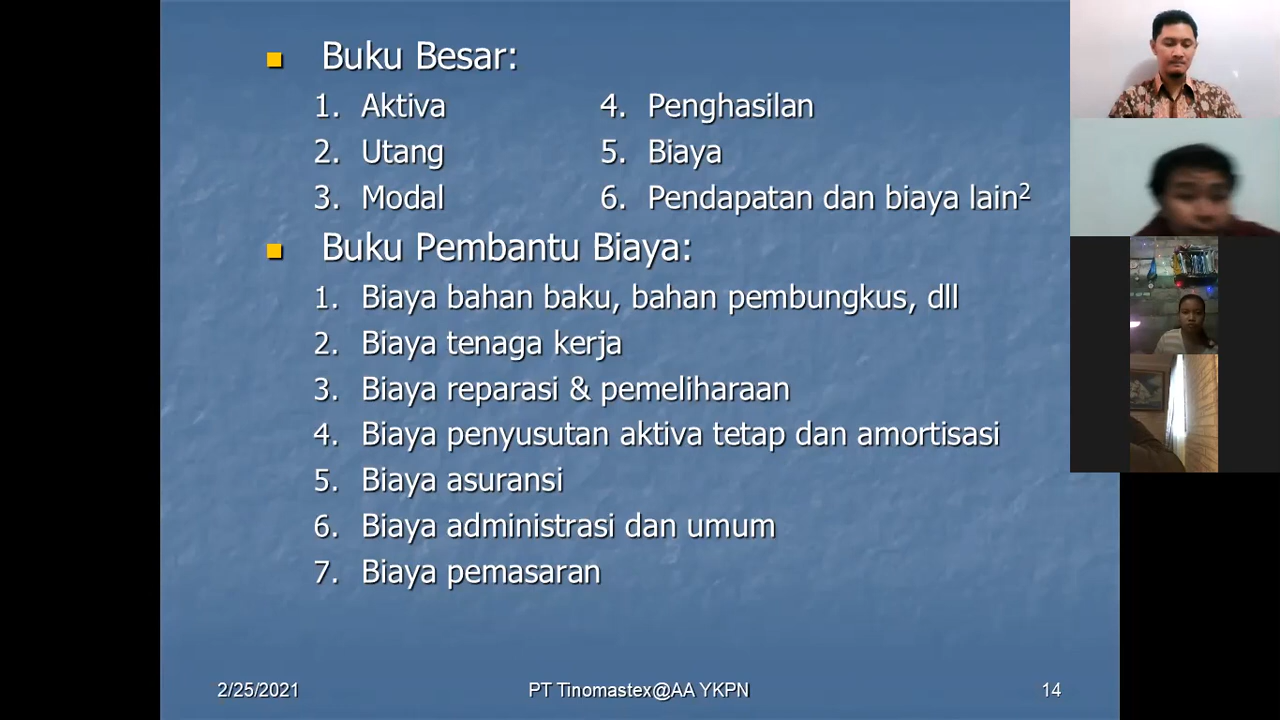 Buku Besar:
1. Aktiva 4. Penghasilan
2. Utang 5. Biaya
3. Modal 6. Pendapatan dan biaya lain²
Buku Pembantu Biaya:
1. Biaya bahan baku, bahan pembungkus, dll
2. Biaya tenaga kerja
3. Biaya reparasi & pemeliharaan
4. Biaya penyusutan aktiva tetap dan amortisasi
5. Biaya asuransi
6. Biaya administrasi dan umum
7. Biaya pemasaran
2/25/2021 PT Tinomastex@AA YKPN 14